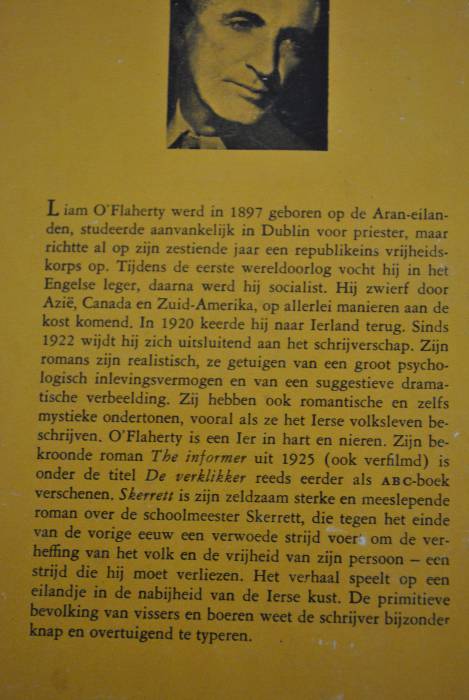 Liam O'Flaherty werd in 1897 geboren op de Aran-eilan-
den, studeerde aanvankelijk in Dublin voor priester, maar
richtte al op zijn zestiende jaar een republikeins vrijheids-
korps op. Tijdens de eerste wereldoorlog vocht hij in het
Engelse leger, daarna werd hij socialist. Hij zwierf door
Azië, Canada en Zuid-Amerika, op allerlei manieren aan de
kost komend. In 1920 keerde hij naar Ierland terug. Sinds
1922 wijdt hij zich uitsluitend aan het schrijverschap. Zijn
romans zijn realistisch, ze getuigen van een groot psycho-
logisch inlevingsvermogen en van een suggestieve drama-
tische verbeelding. Zij hebben ook romantische en zelfs
mystieke ondertonen, vooral als ze het Ierse volksleven be-
schrijven. O'Flaherty is een Ier in hart en nieren. Zijn be-
kroonde roman The informer uit 1925 (ook verfilmd) is
onder de titel De verklikker reeds eerder als ABC-boek
verschenen. Skerrett is zijn zeldzaam sterke en meeslepende
roman over de schoolmeester Skerrett, die tegen het einde
van de vorige eeuw een verwoede strijd voert om de ver-
heffing van het volk en de vrijheid van zijn persoon – een
strijd die hij moet verliezen. Het verhaal speelt op een
eilandje in de nabijheid van de Ierse kust. De primitieve
bevolking van vissers en boeren weet de schrijver bijzonder
knap en overtuigend te typeren.